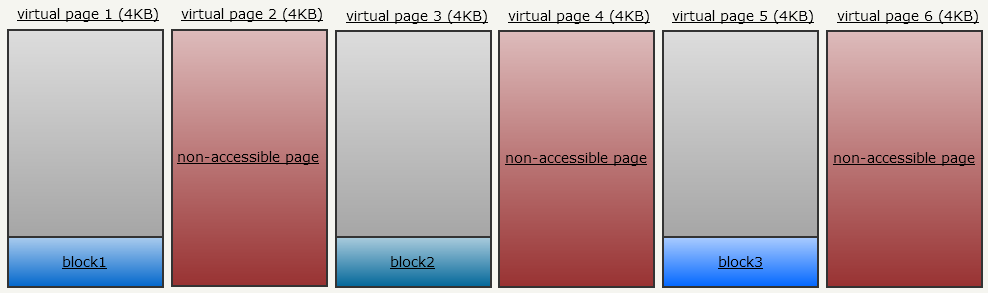 virtual page 1 (4KB) virtual page 2 (4KB) virtual page 3 (4KB) virtual page 4 (4KB) virtual page 5 (4KB) virtual page 6 (4KB)
non-accessible page non-accessible page non-accessible page
block1 block2 block3